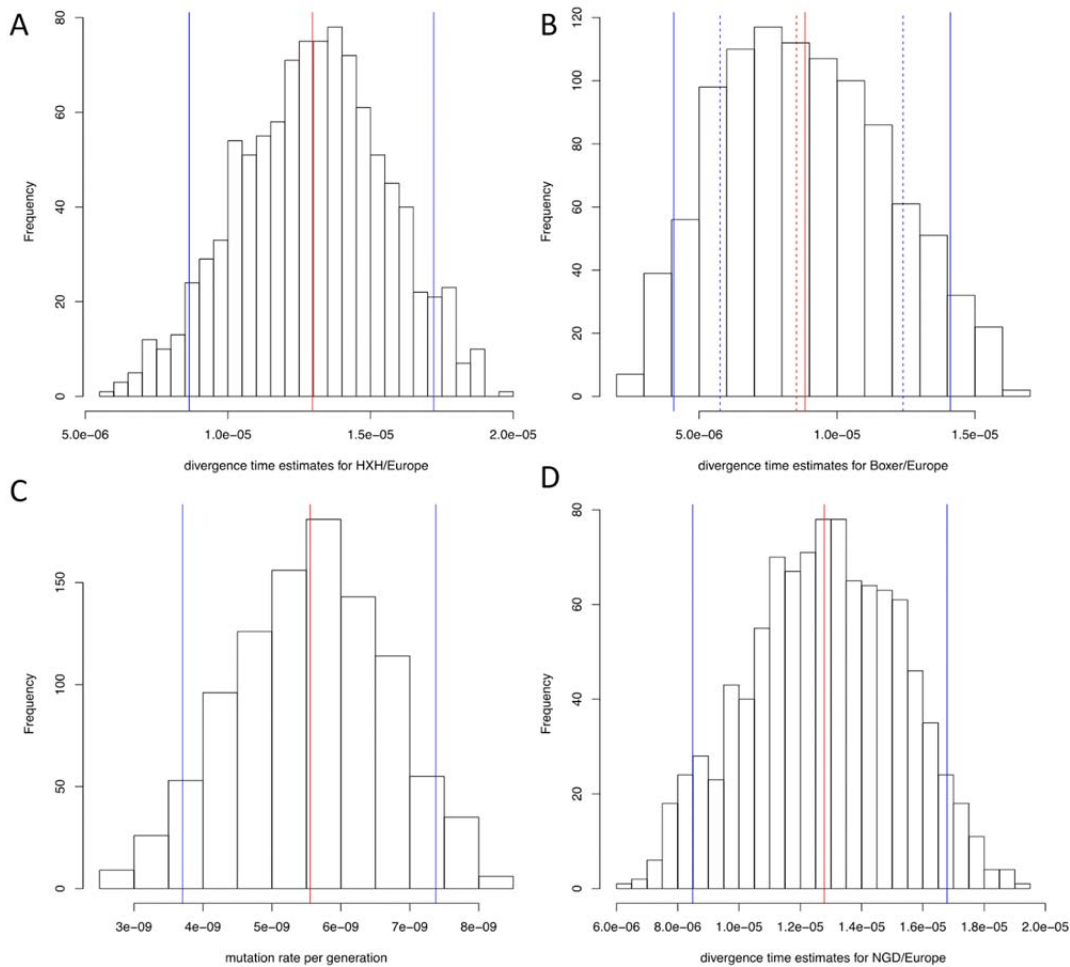 A
Frequency
0 20 40 60 80
5.0e-06 1.0e-05 1.5e-05 2.0e-05
divergence time estimates for HXH/Europe
B
Frequency
0 20 40 60 80 100 120
5.0e-06 1.0e-05 1.5e-05
divergence time estimates for Boxer/Europe
C
Frequency
0 50 100 150
3e-09 4e-09 5e-09 6e-09 7e-09 8e-09
mutation rate per generation
D
Frequency
0 20 40 60 80
6.0e-06 8.0e-06 1.0e-05 1.2e-05 1.4e-05 1.6e-05 1.8e-05 2.0e-05
divergence time estimates for NGD/Europe